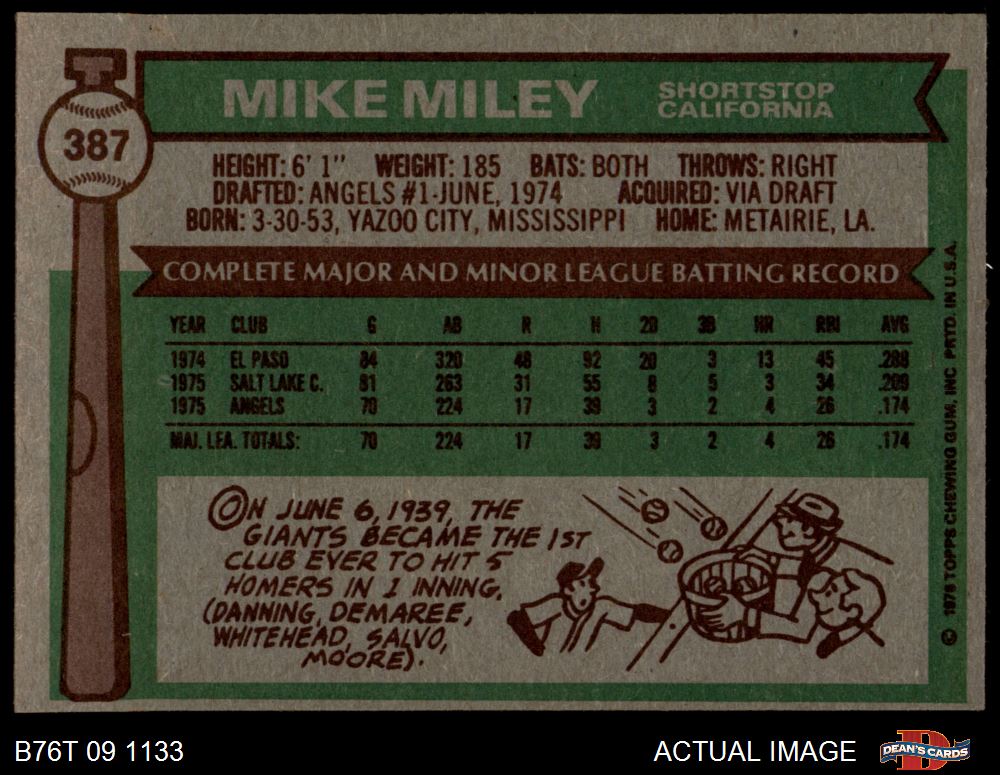 MIKE MILEY SHORTSTOP
CALIFORNIA
387
HEIGHT: 6' 1" WEIGHT: 185 BATS: BOTH THROWS: RIGHT
DRAFTED: ANGELS #1-JUNE, 1974 ACQUIRED: VIA DRAFT
BORN: 3-30-53, YAZOO CITY, MISSISSIPPI HOME: METAIRIE, LA.
COMPLETE MAJOR AND MINOR LEAGUE BATTING RECORD
YEAR CLUB G AB R H 2B 3B HR RBI AVG
1974 EL PASO 84 320 48 92 20 3 13 45 .288
1975 SALT LAKE C. 81 263 31 55 8 5 3 34 .209
1975 ANGELS 70 224 17 39 3 2 4 26 .174
MAJ. LEA. TOTALS: 70 224 17 39 3 2 4 26 .174
ON JUNE 6, 1939, THE
GIANTS BECAME THE 1ST
CLUB EVER TO HIT 5
HOMERS IN 1 INNING,
(DANNING, DEMAREE,
WHITEHEAD, SALVO,
MOORE).
© 1976 TOPPS CHEWING GUM, INC PRTD. IN U.S.A.
B76T 09 1133 ACTUAL IMAGE DEAN'S CARDS